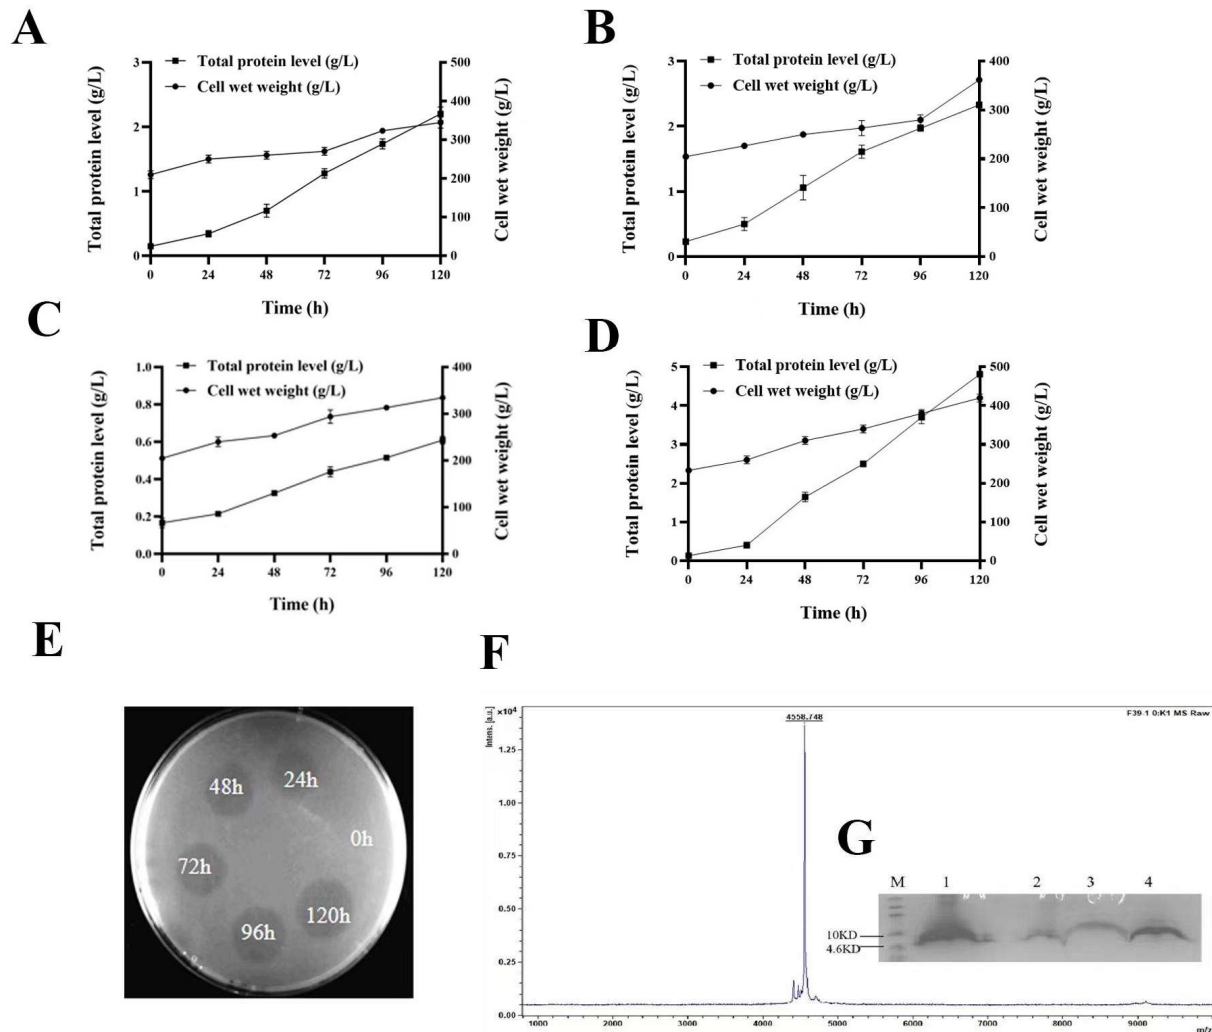 A
Total protein level (g/L)
Cell wet weight (g/L)
Total protein level (g/L)
Cell wet weight (g/L)
3
2
1
0
500
400
300
200
100
0
0 24 48 72 96 120
Time (h)
B
Total protein level (g/L)
Cell wet weight (g/L)
Total protein level (g/L)
Cell wet weight (g/L)
3
2
1
0
400
300
200
100
0
0 24 48 72 96 120
Time (h)
C
Total protein level (g/L)
Cell wet weight (g/L)
Total protein level (g/L)
Cell wet weight (g/L)
1.0
0.8
0.6
0.4
0.2
0.0
400
300
200
100
0
0 24 48 72 96 120
Time (h)
D
Total protein level (g/L)
Cell wet weight (g/L)
Total protein level (g/L)
Cell wet weight (g/L)
5
4
3
2
1
0
500
400
300
200
100
0
0 24 48 72 96 120
Time (h)
E
48h 24h
0h
72h
120h
96h
F
Intens. [a.u.]
x10⁴
4558.748
F39-1 0:K1 MS Raw
1.25
1.00
0.75
0.50
0.25
0.00
1000 2000 3000 4000 5000 6000 7000 8000 9000
m/z
G
M 1 2 3 4
10KD
4.6KD